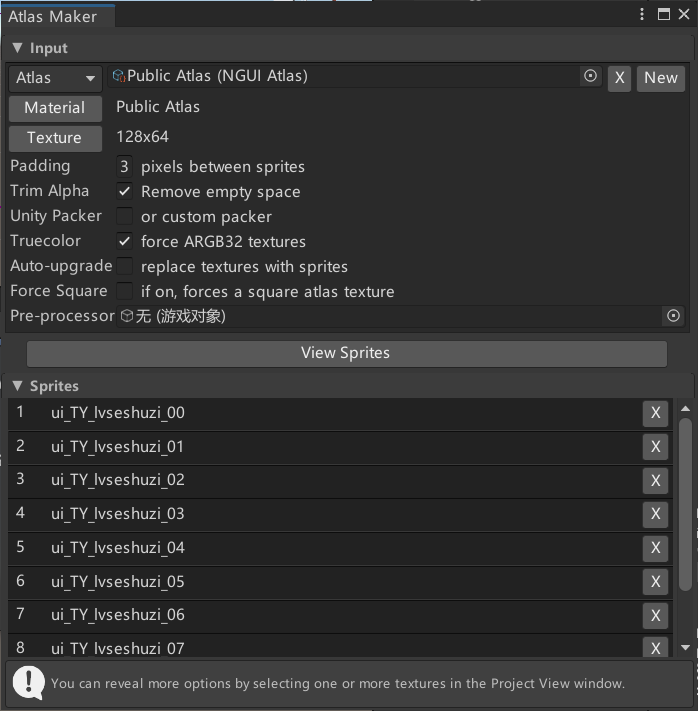 Atlas Maker
▼ Input
Atlas Public Atlas (NGUI Atlas) X New
Material Public Atlas
Texture 128x64
Padding 3 pixels between sprites
Trim Alpha Remove empty space
Unity Packer or custom packer
Truecolor force ARGB32 textures
Auto-upgrade replace textures with sprites
Force Square if on, forces a square atlas texture
Pre-processor 无 (游戏对象)
View Sprites
▼ Sprites
1 ui_TY_lvseshuzi_00 X
2 ui_TY_lvseshuzi_01 X
3 ui_TY_lvseshuzi_02 X
4 ui_TY_lvseshuzi_03 X
5 ui_TY_lvseshuzi_04 X
6 ui_TY_lvseshuzi_05 X
7 ui_TY_lvseshuzi_06 X
8 ui_TY_lvseshuzi_07 X
You can reveal more options by selecting one or more textures in the Project View window.